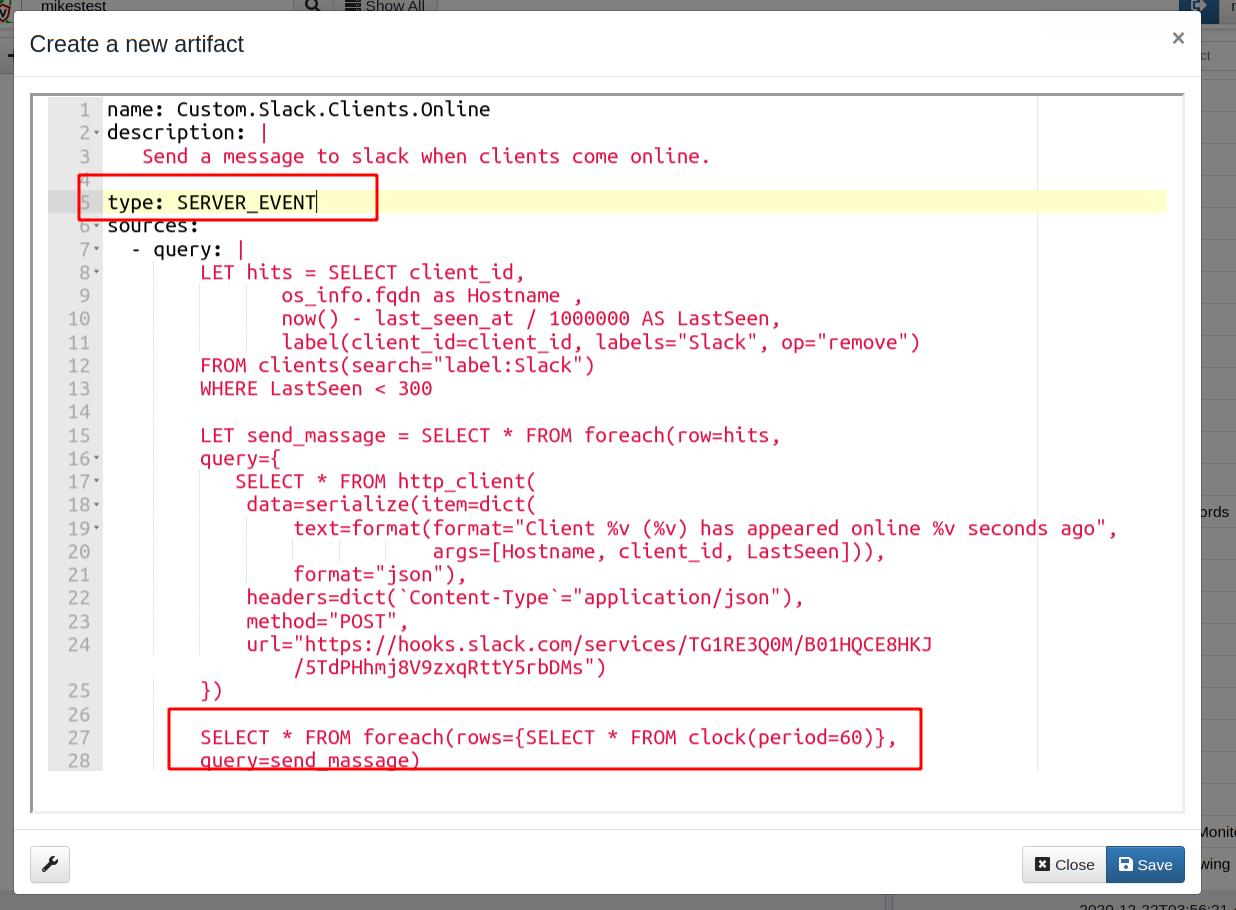 mikestest
Show All
Create a new artifact
×
1 name: Custom.Slack.Clients.Online
2 description: |
3 Send a message to slack when clients come online.
4
5 type: SERVER_EVENT
6 sources:
7 - query: |
8 LET hits = SELECT client_id,
9 os_info.fqdn as Hostname ,
10 now() - last_seen_at / 1000000 AS LastSeen,
11 label(client_id=client_id, labels="Slack", op="remove")
12 FROM clients(search="label:Slack")
13 WHERE LastSeen < 300
14
15 LET send_massage = SELECT * FROM foreach(row=hits,
16 query={
17 SELECT * FROM http_client(
18 data=serialize(item=dict(
19 text=format(format="Client %v (%v) has appeared online %v seconds ago",
20 args=[Hostname, client_id, LastSeen])),
21 format="json"),
22 headers=dict(`Content-Type`="application/json"),
23 method="POST",
24 url="https://hooks.slack.com/services/TG1RE3Q0M/B01HQCE8HKJ
/5TdPHhmj8V9zxqRttY5rbDMs")
25 })
26
27 SELECT * FROM foreach(rows={SELECT * FROM clock(period=60)},
28 query=send_massage)
ct
ords
Monito
wing
Close
Save
2020-12-22T03:56:21